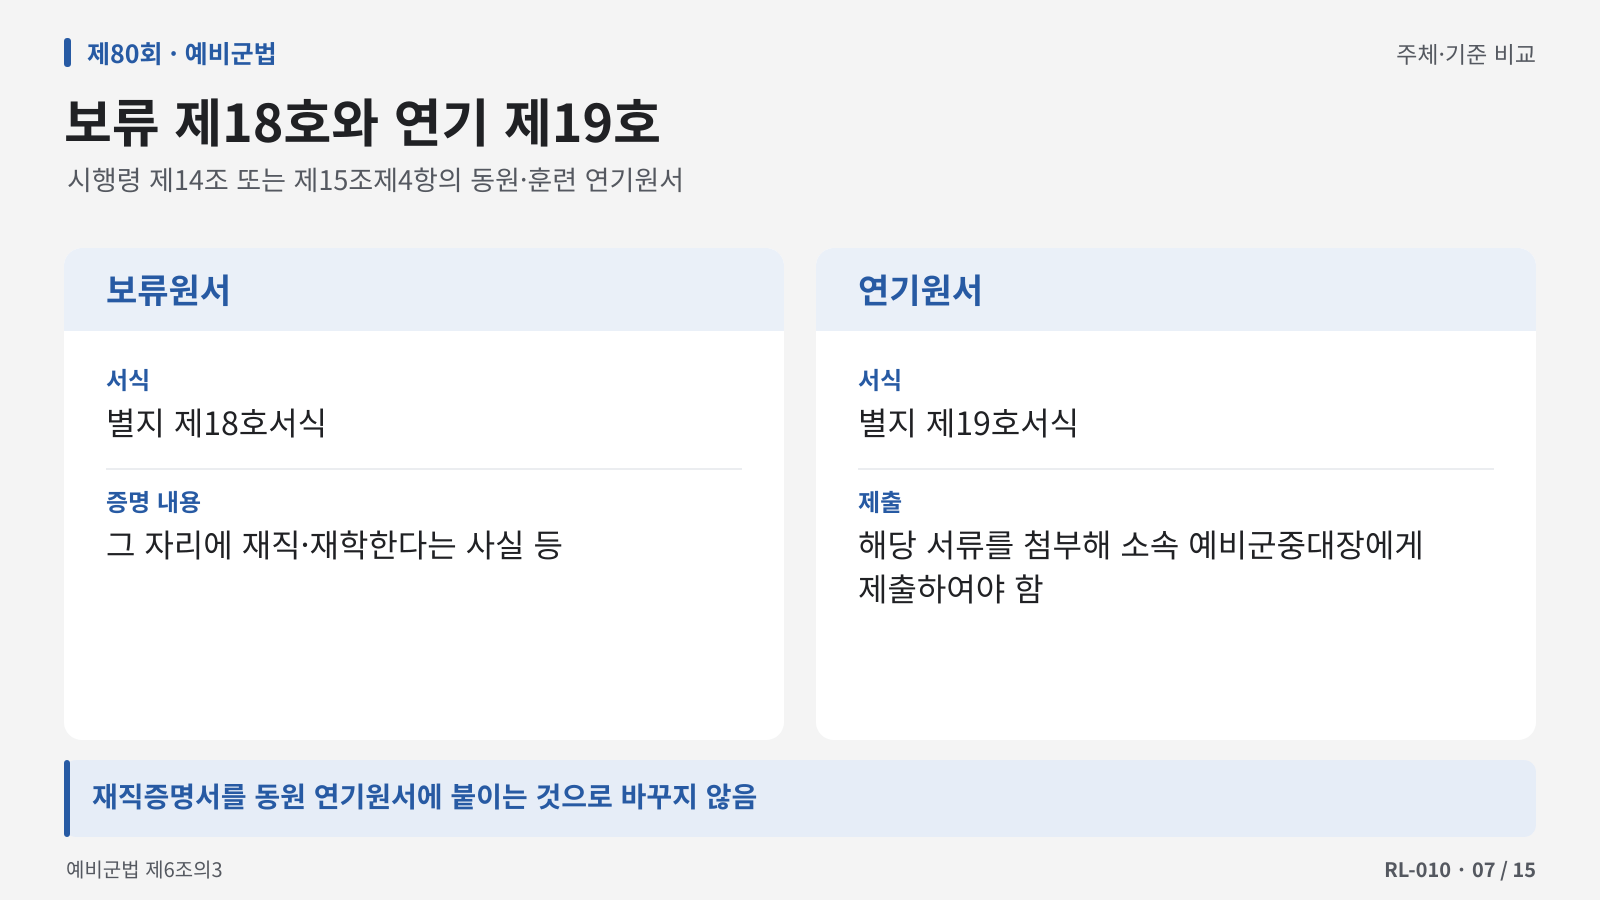 제80회 · 예비군법
주체·기준 비교
보류 제18호와 연기 제19호
시행령 제14조 또는 제15조제4항의 동원·훈련 연기원서
보류원서
서식
별지 제18호서식
증명 내용
그 자리에 재직·재학한다는 사실 등
연기원서
서식
별지 제19호서식
제출
해당 서류를 첨부해 소속 예비군중대장에게
제출하여야 함
재직증명서를 동원 연기원서에 붙이는 것으로 바꾸지 않음
예비군법 제6조의3
RL-010 · 07 / 15